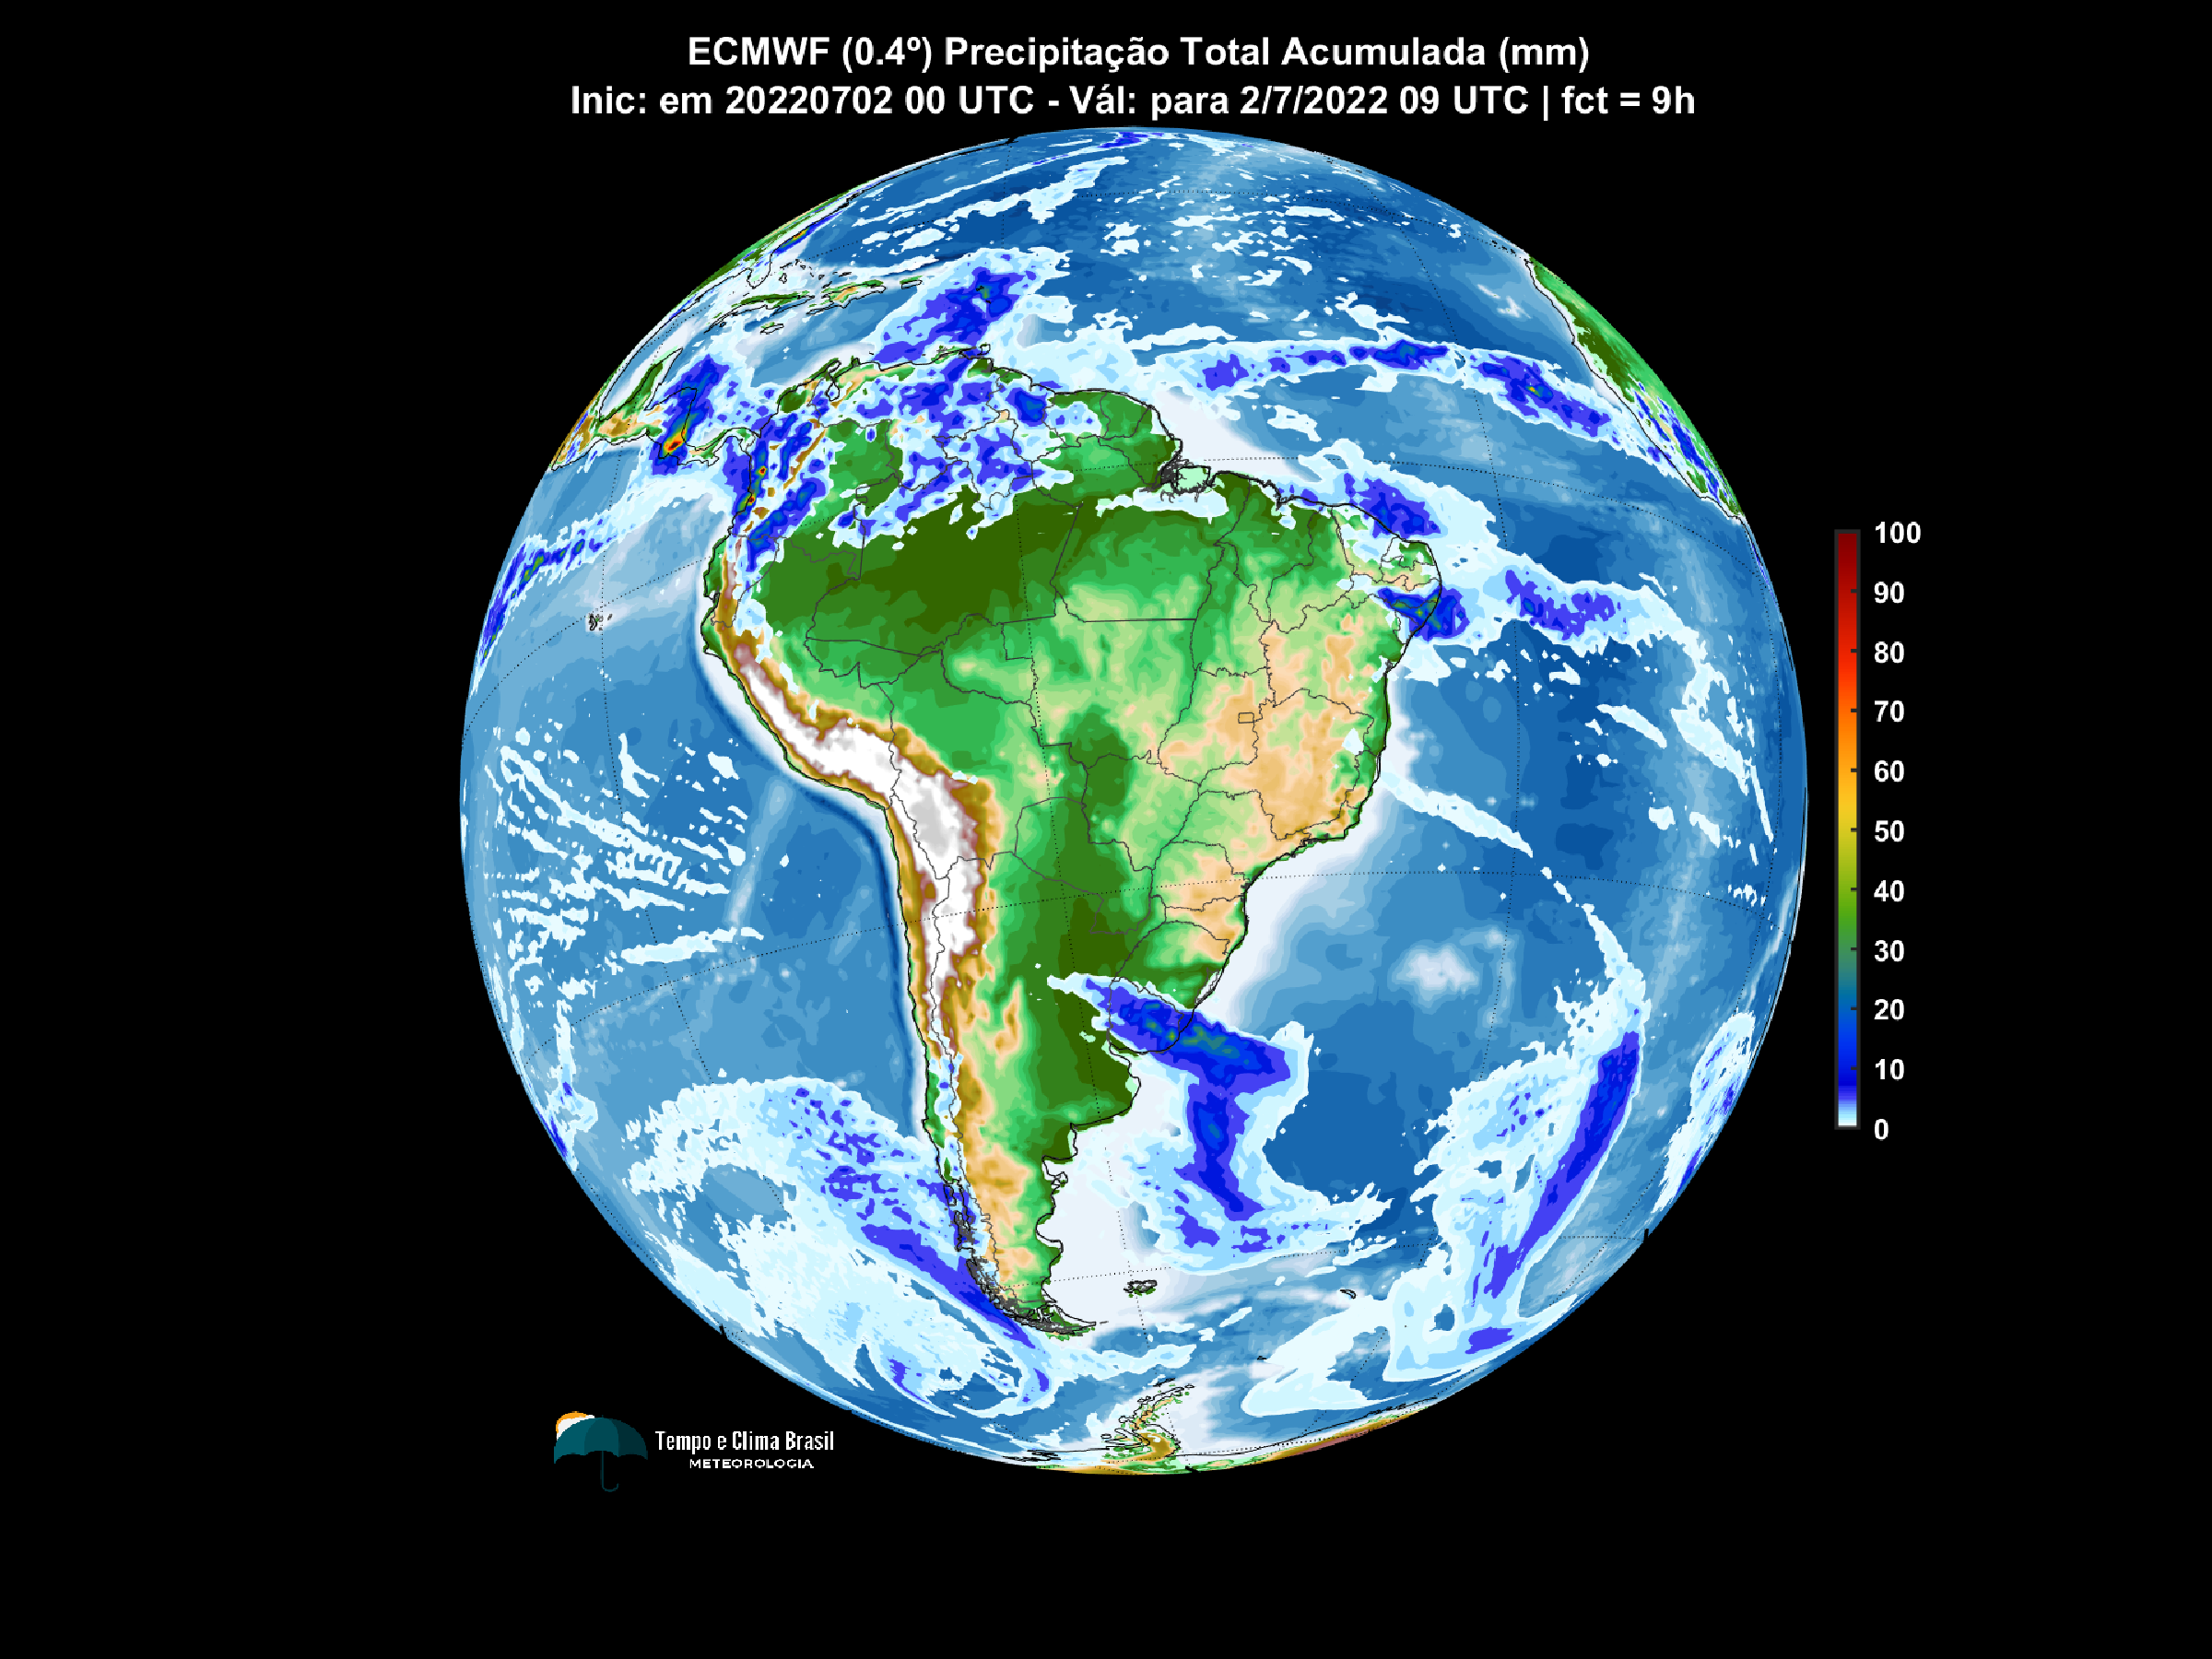 ECMWF (0.4º) Precipitação Total Acumulada (mm)
Inic: em 20220702 00 UTC - Vál: para 2/7/2022 09 UTC | fct = 9h
100
90
80
70
60
50
40
30
20
10
0
Tempo e Clima Brasil
METEOROLOGIA